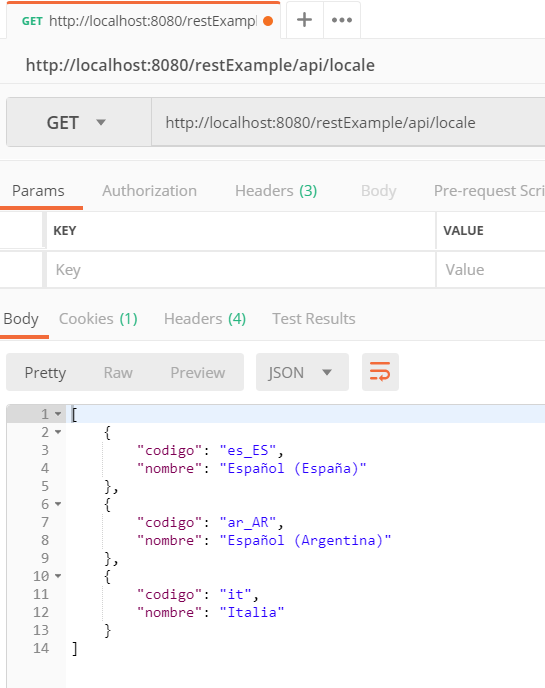 GET http://localhost:8080/restExampl
http://localhost:8080/restExample/api/locale
GET http://localhost:8080/restExample/api/locale
Params Authorization Headers (3) Body Pre-request Scri
KEY VALUE
Key Value
Body Cookies (1) Headers (4) Test Results
Pretty Raw Preview JSON
1 [
2 {
3 "codigo": "es_ES",
4 "nombre": "Español (España)"
5 },
6 {
7 "codigo": "ar_AR",
8 "nombre": "Español (Argentina)"
9 },
10 {
11 "codigo": "it",
12 "nombre": "Italia"
13 }
14 ]